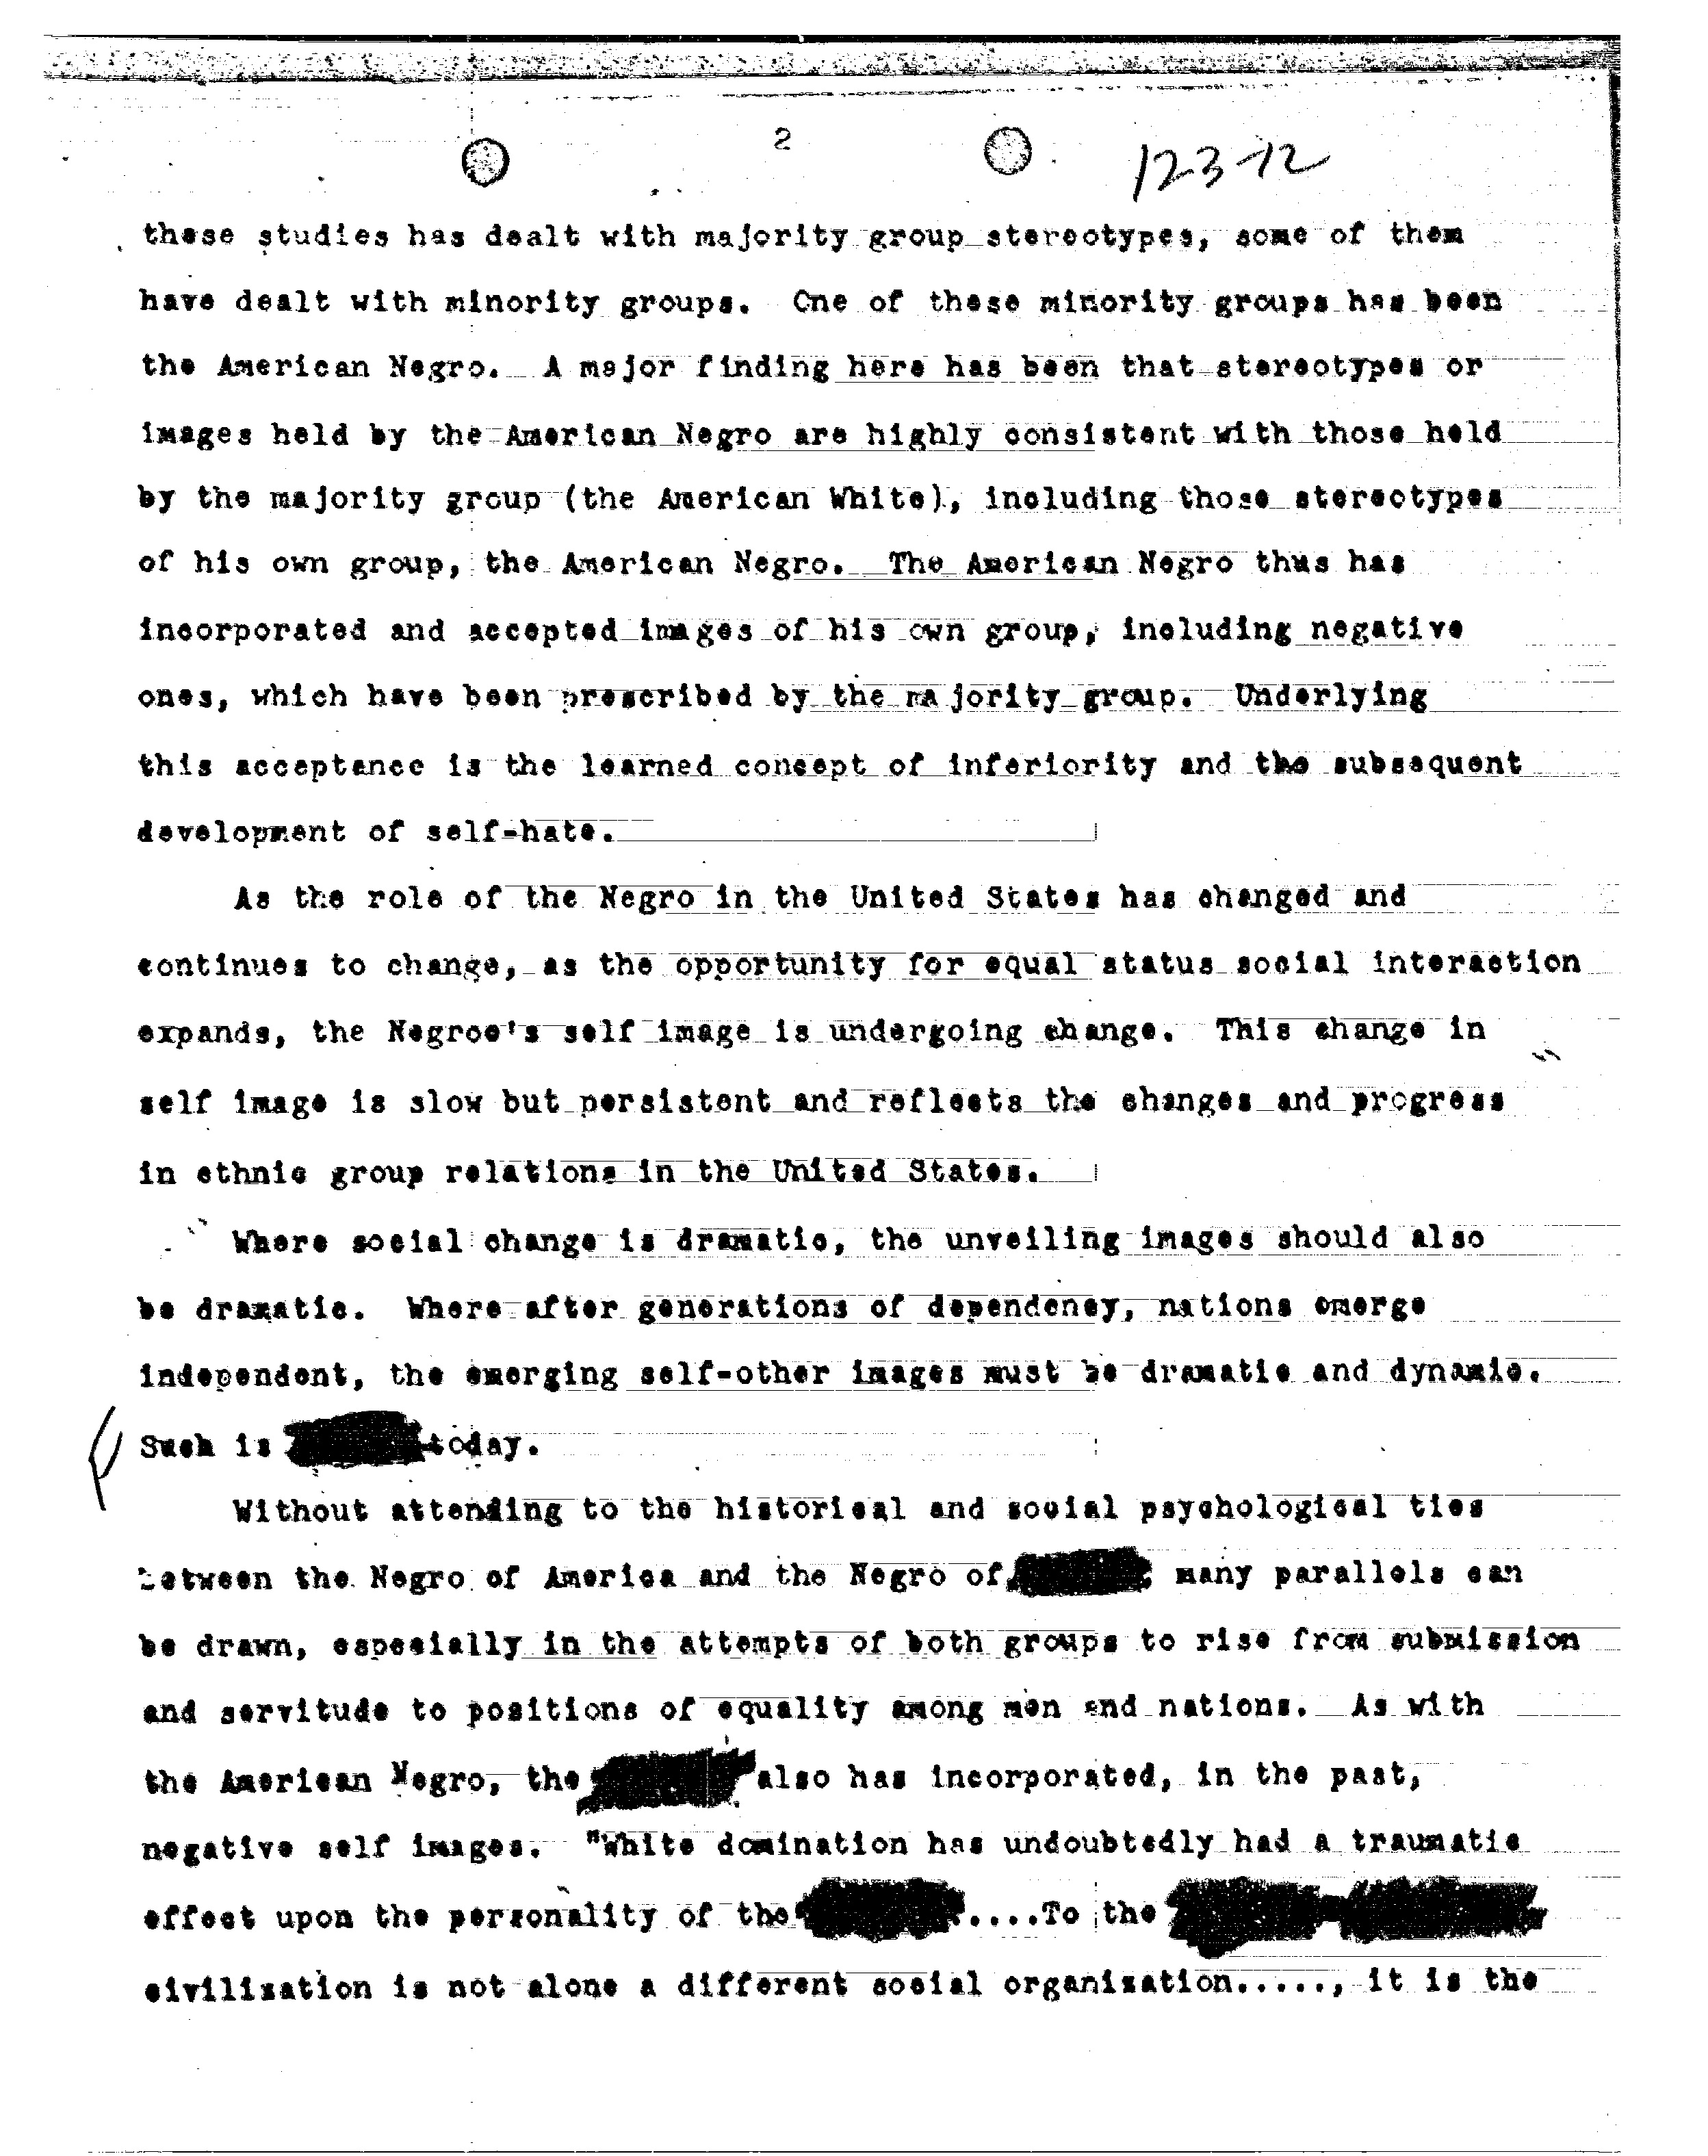 2
123-12
these studies has dealt with majority group stereotypes, some of them
have dealt with minority groups. One of these minority groups has been
the American Negro. A major finding here has been that stereotypes or
images held by the American Negro are highly consistent with those held
by the majority group (the American White), including those stereotypes
of his own group, the American Negro. The American Negro thus has
incorporated and accepted images of his own group, including negative
ones, which have been prescribed by the majority group. Underlying
this acceptance is the learned concept of inferiority and the subsequent
development of self-hate.
As the role of the Negro in the United States has changed and
continues to change, as the opportunity for equal status social interaction
expands, the Negroe's self image is undergoing change. This change in
self image is slow but persistent and reflects the changes and progress
in ethnic group relations in the United States.
Where social change is dramatic, the unveiling images should also
be dramatic. Where after generations of dependency, nations emerge
independent, the emerging self-other images must be dramatic and dynamic.
Such is today.
Without attending to the historical and social psychological ties
between the Negro of America and the Negro of many parallels can
be drawn, especially in the attempts of both groups to rise from submission
and servitude to positions of equality among men and nations. As with
the American Negro, the also has incorporated, in the past,
negative self images. "White domination has undoubtedly had a traumatic
effect upon the personality of the ....To the
civilization is not alone a different social organization....., it is the